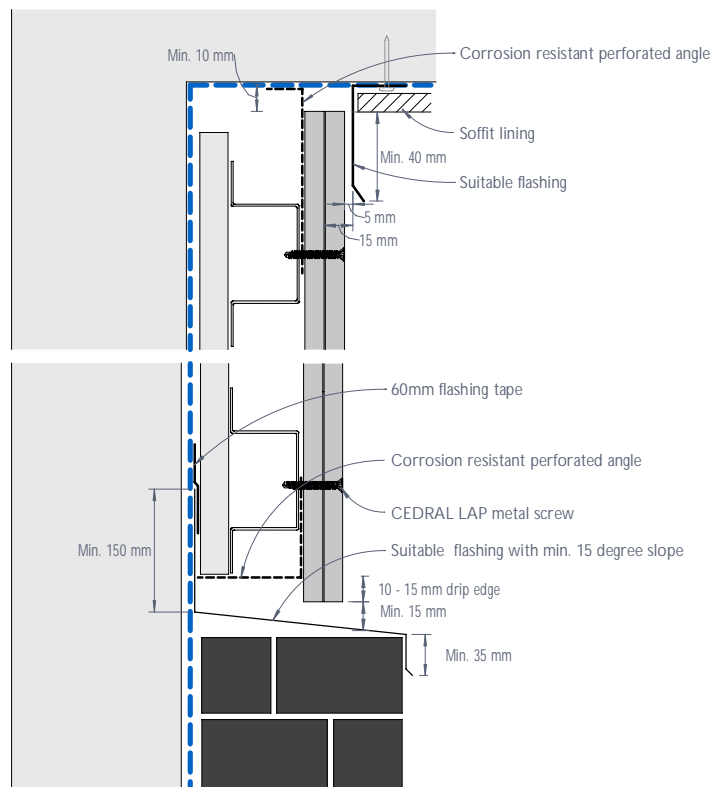 Min. 10 mm
Corrosion resistant perforated angle
Soffit lining
Min. 40 mm
Suitable flashing
5 mm
15 mm
60mm flashing tape
Corrosion resistant perforated angle
CEDRAL LAP metal screw
Min. 150 mm
Suitable flashing with min. 15 degree slope
10 - 15 mm drip edge
Min. 15 mm
Min. 35 mm